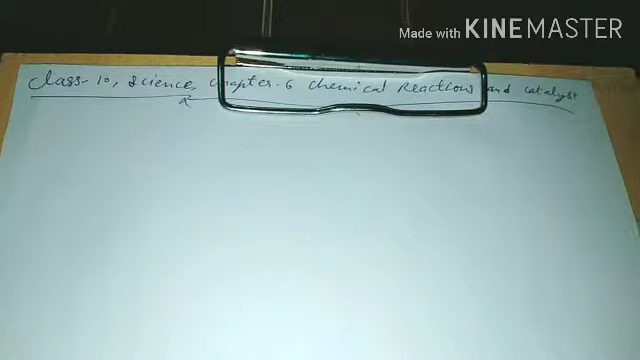 Made with KINEMASTER
Class-10, Science, Chapter-6 Chemical Reactions and catalyst